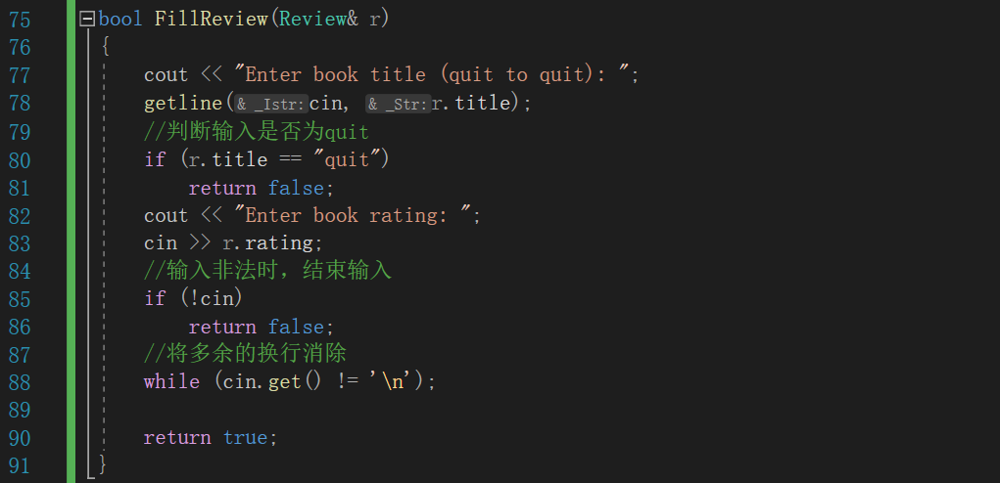 75 bool FillReview(Review& r)
76 {
77 cout << "Enter book title (quit to quit): ";
78 getline(& _Istr:cin, & _Str:r.title);
79 //判断输入是否为quit
80 if (r.title == "quit")
81 return false;
82 cout << "Enter book rating: ";
83 cin >> r.rating;
84 //输入非法时，结束输入
85 if (!cin)
86 return false;
87 //将多余的换行消除
88 while (cin.get() != '\n');
89
90 return true;
91 }